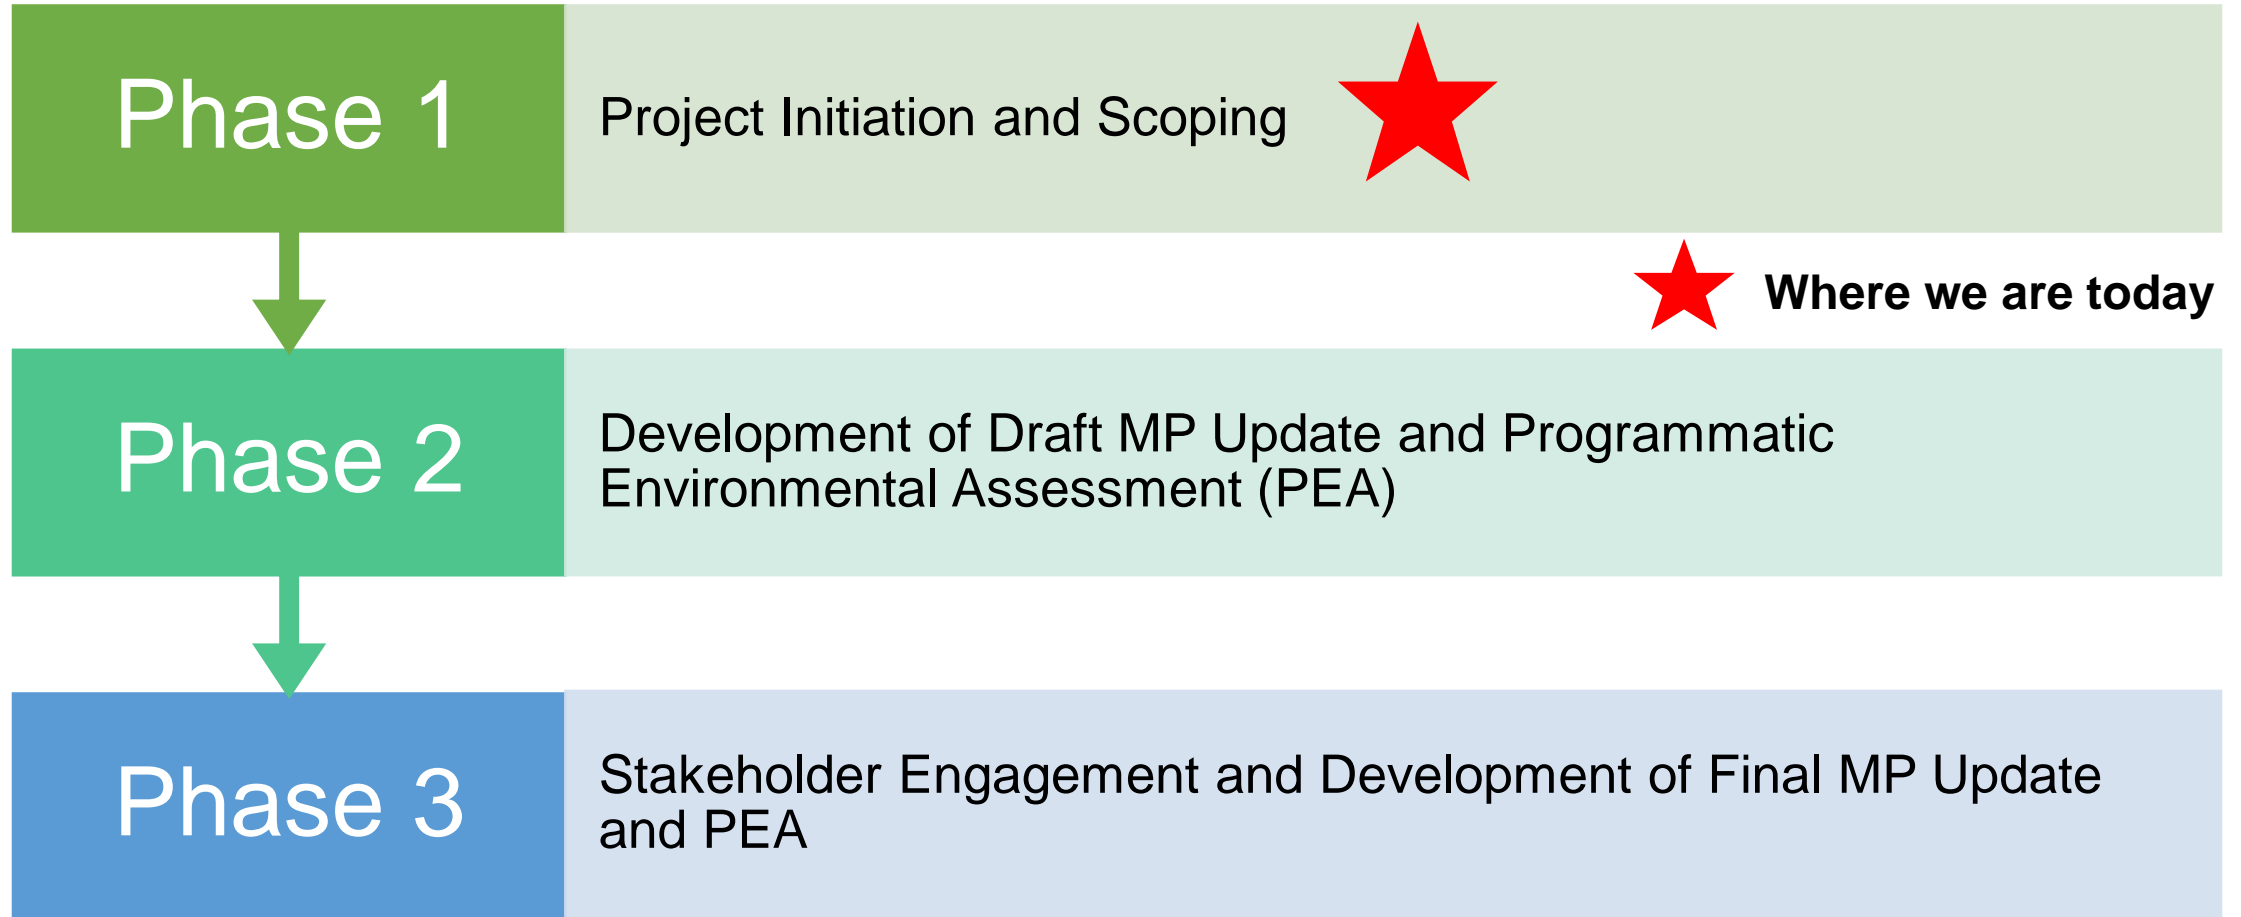 Phase 1
Project Initiation and Scoping
Where we are today
Phase 2
Development of Draft MP Update and Programmatic
Environmental Assessment (PEA)
Phase 3
Stakeholder Engagement and Development of Final MP Update
and PEA